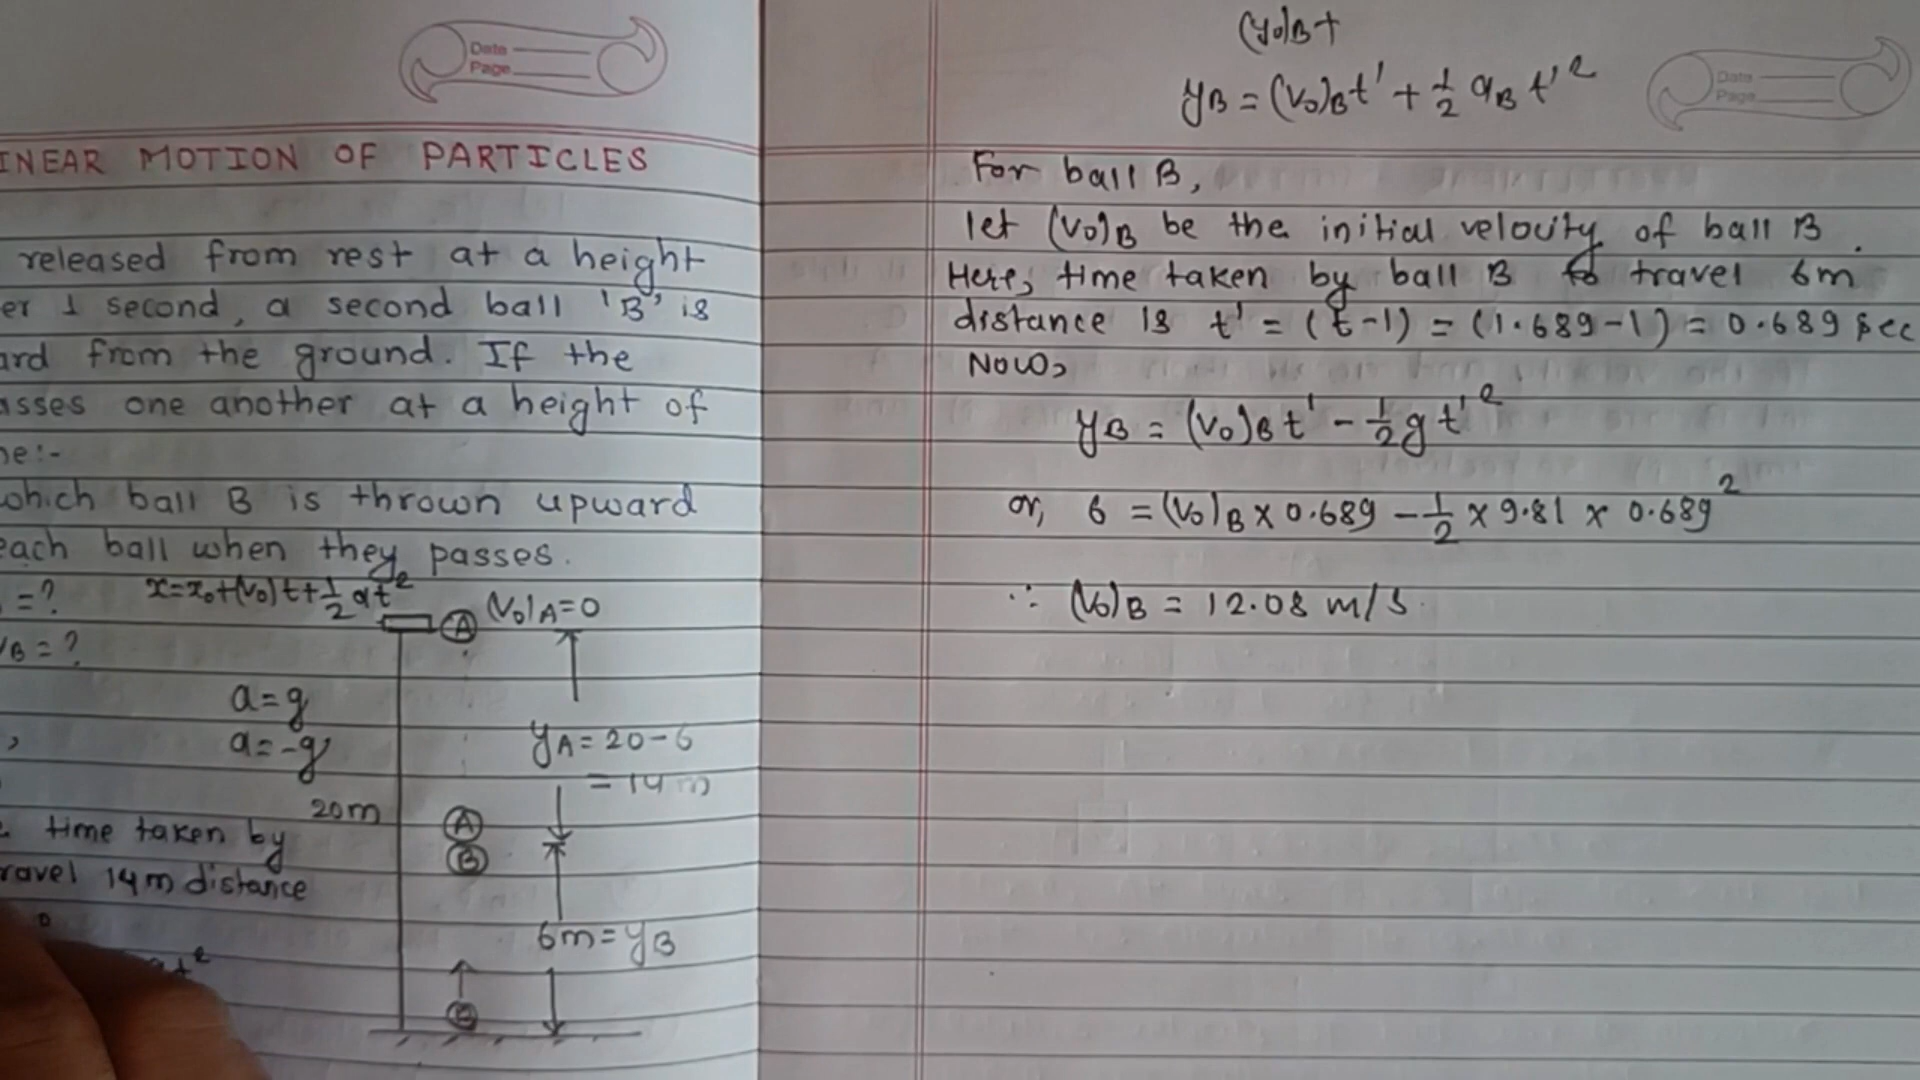 Date
Page
INEAR MOTION OF PARTICLES
released from rest at a height
er 1 second, a second ball 'B' is
ard from the ground. If the
asses one another at a height of
ne:-
which ball B is thrown upward
each ball when they passes.
=? x=x₀+(v₀)t+½at²
(V₀)A=0
A
VB=?
a=g
a=-g
yA=20-6
=14m
20m
A
B
time taken by
ravel 14m distance
6m=yB
t²
B
(y₀)B+
yB=(V₀)Bt'+½aBt'²
Date
Page
For ball B,
let (V₀)B be the initial velocity of ball B.
Here, time taken by ball B to travel 6m
distance is t'=(t-1)=(1.689-1)=0.689 sec
Now,
yB=(V₀)Bt'-½gt'²
or, 6=(V₀)B×0.689-½×9.81×0.689²
∴ (V₀)B=12.08 m/s